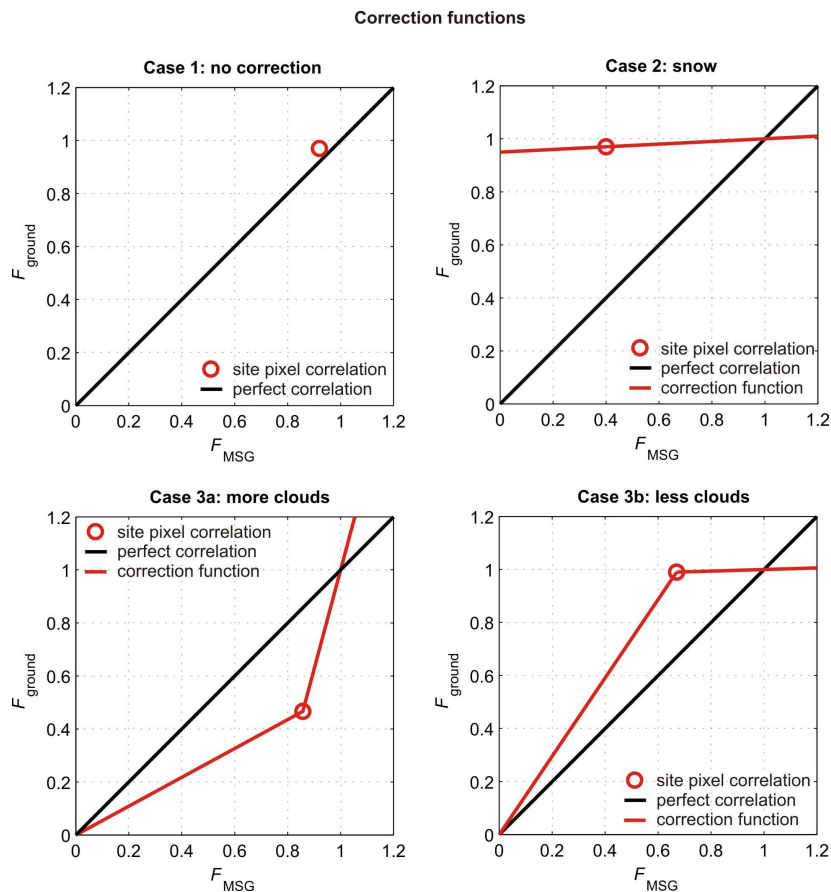 Correction functions
Case 1: no correction
1.2
1
0.8
0.6
0.4
0.2
0
0 0.2 0.4 0.6 0.8 1 1.2
F ground
F MSG
site pixel correlation
perfect correlation
Case 2: snow
1.2
1
0.8
0.6
0.4
0.2
0
0 0.2 0.4 0.6 0.8 1 1.2
F ground
F MSG
site pixel correlation
perfect correlation
correction function
Case 3a: more clouds
1.2
1
0.8
0.6
0.4
0.2
0
0 0.2 0.4 0.6 0.8 1 1.2
F ground
F MSG
site pixel correlation
perfect correlation
correction function
Case 3b: less clouds
1.2
1
0.8
0.6
0.4
0.2
0
0 0.2 0.4 0.6 0.8 1 1.2
F ground
F MSG
site pixel correlation
perfect correlation
correction function